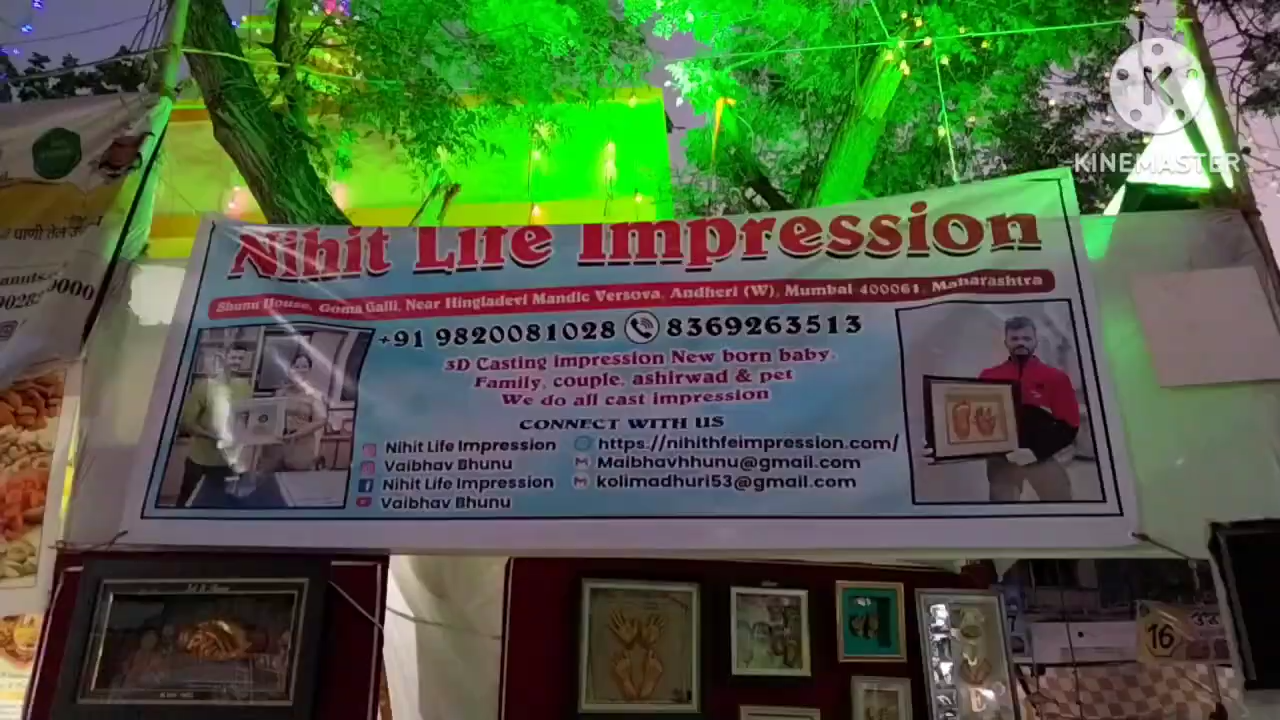 KINEMASTER
Nihit Life Impression
Bhunu House, Goma Galli, Near Hingladevi Mandir Versova, Andheri (W), Mumbai 400061, Maharashtra
+91 9820081028 8369263513
3D Casting impression New born baby,
Family, couple, ashirwad & pet
We do all cast impression
CONNECT WITH US
Nihit Life Impression https://nihithfeimpression.com/
Vaibhav Bhunu Maibhavhhunu@gmail.com
Nihit Life Impression kolimadhuri53@gmail.com
Vaibhav Bhunu
पाणी तेल
16